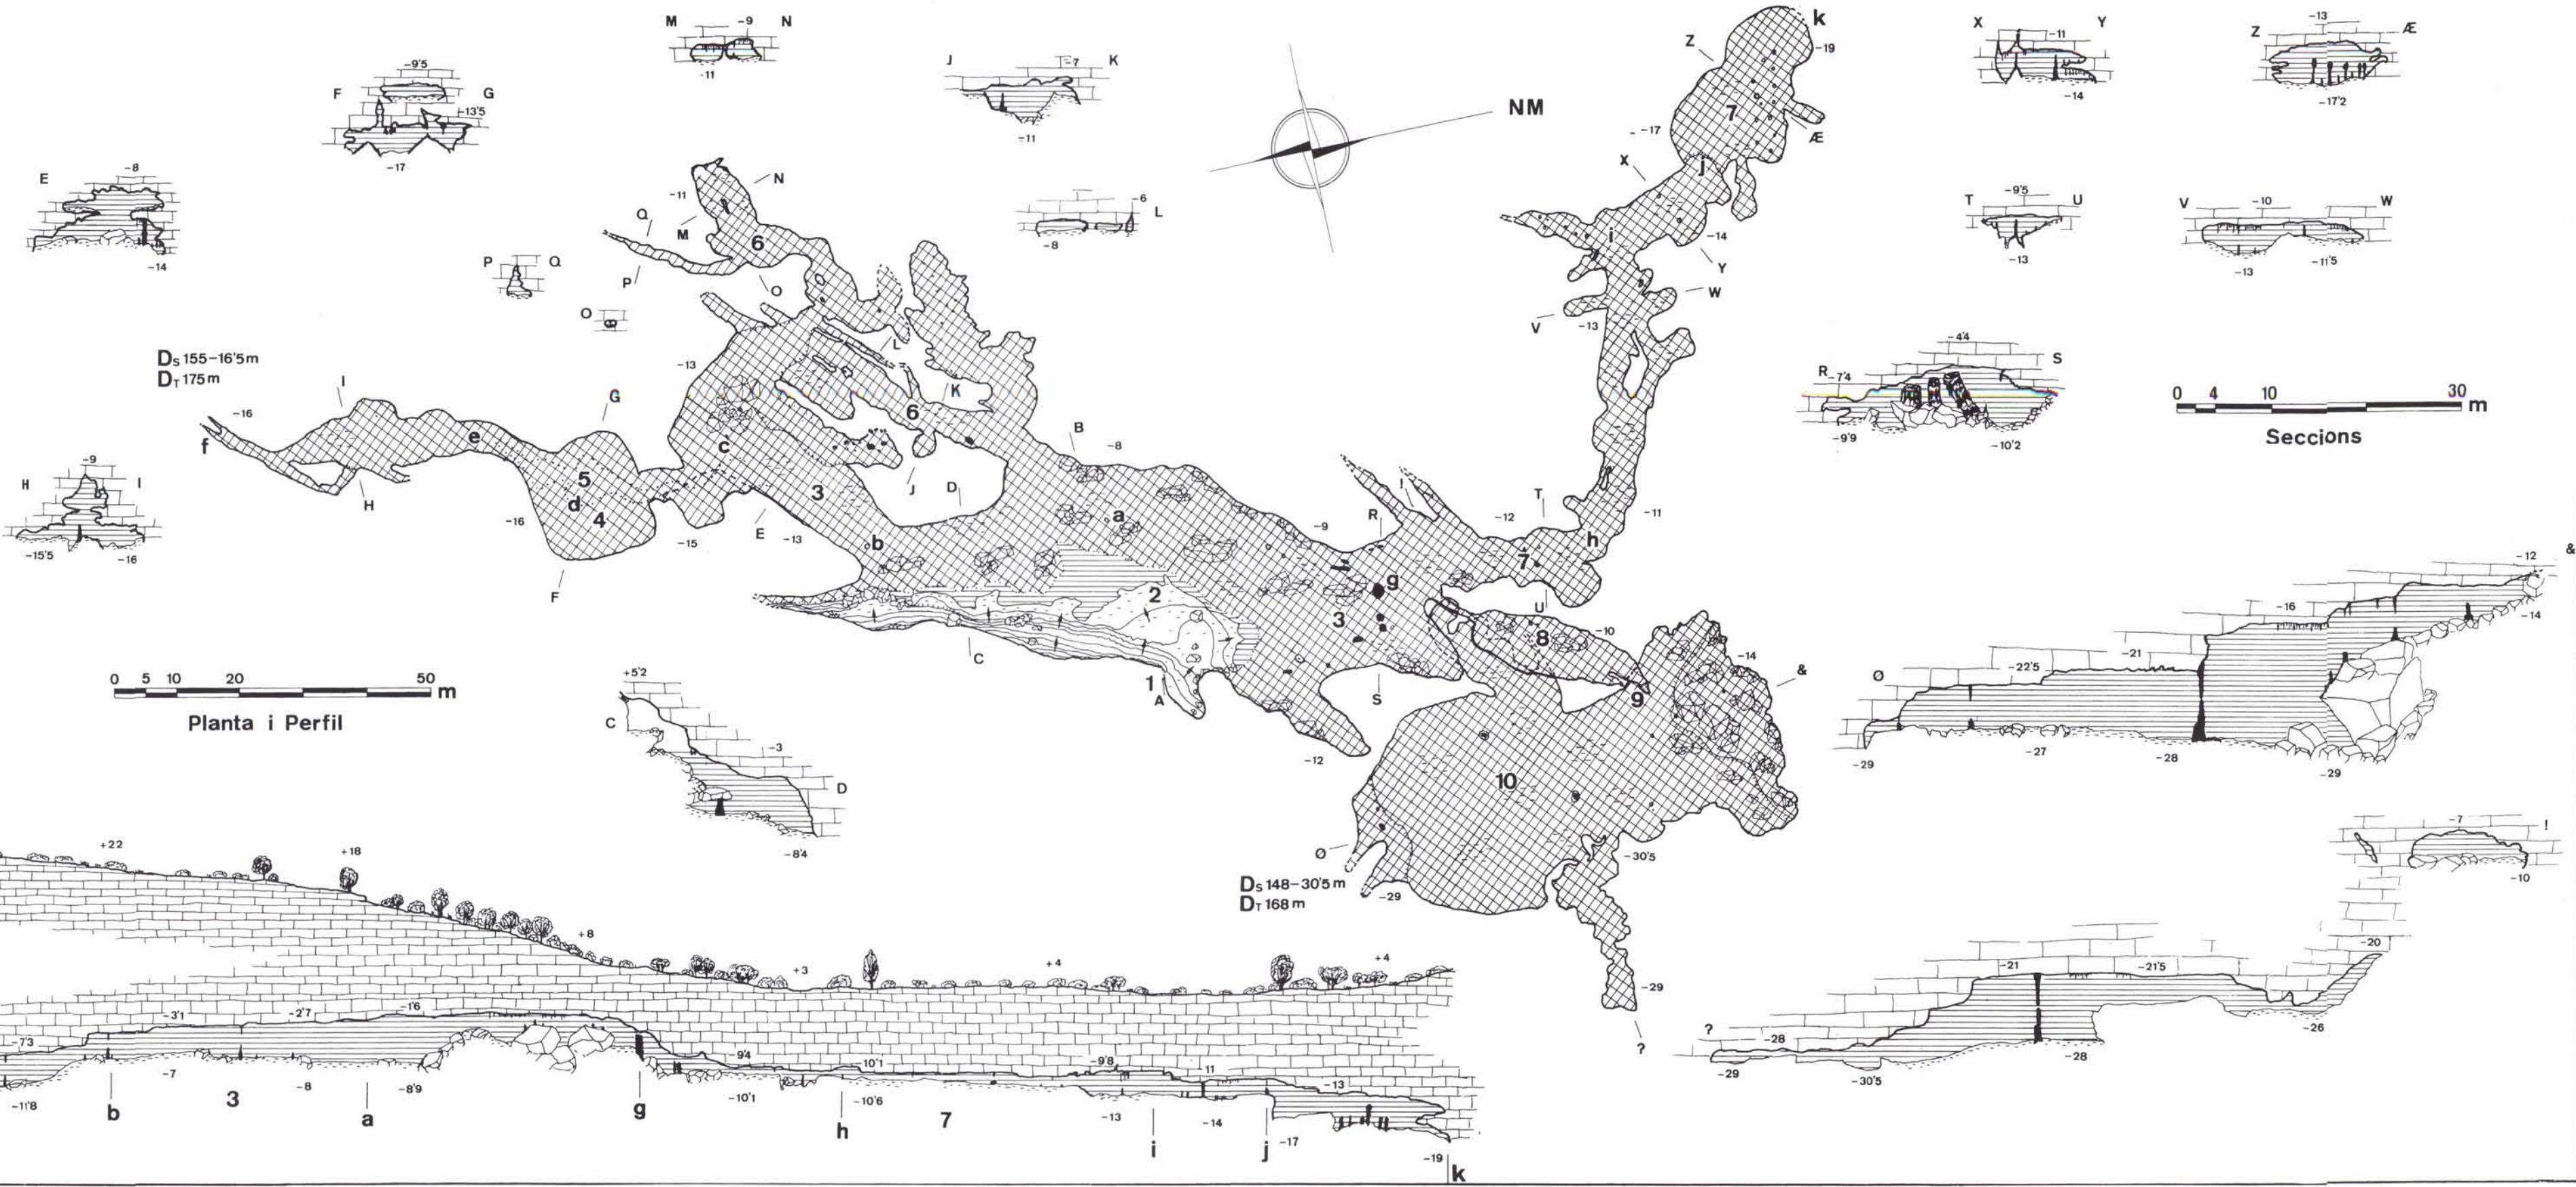 M -9 N
-11
-9'5
F G
-13'5
-17
J -7 K
-11
E -8
-14
-6 L
-8
P Q
O
NM
X -11 Y
-14
Z -13 Æ
-17'2
T -9'5 U
-13
V -10 W
-13 -11'5
R -7'4 -4'4 S
-9'9 -10'2
0 4 10 30 m
Seccions
H -9 I
-15'5 -16
Ds 155-16'5m
DT 175m
k
Z
-19
7
-17
Æ
X
j
i
-14
Y
W
V
-13
-11
N
-11
Q
M
6
P
O
L
K
-13
6
I
G
-16
f
e
c
5
d
4
H
-16
F
-15
E
-13
3
J
D
b
B
-8
a
2
C
1
A
-9
R
!
-12
T
h
-11
7
g
U
3
8
-10
S
9
-14
&
-12
10
Ø
-30'5
-29
-29
?
Ds 148-30'5m
DT 168m
0 5 10 20 50 m
Planta i Perfil
+5'2
C
-3
D
-8'4
&
-12
-14
-16
-21
-22'5
Ø
-29 -27 -28 -29
-7 !
-10
-20
-21 -21'5
? -28
-29 -30'5 -28 -26
+22
+18
+8
+3
+4
+4
-7'3 -3'1 -2'7 -1'6
-9'4 -10'1 -9'8 11 -13
-11'8 -7 -8 -8'9
-10'1 -10'6 -13 -14 -17
-19
b 3 a g h 7 i j k